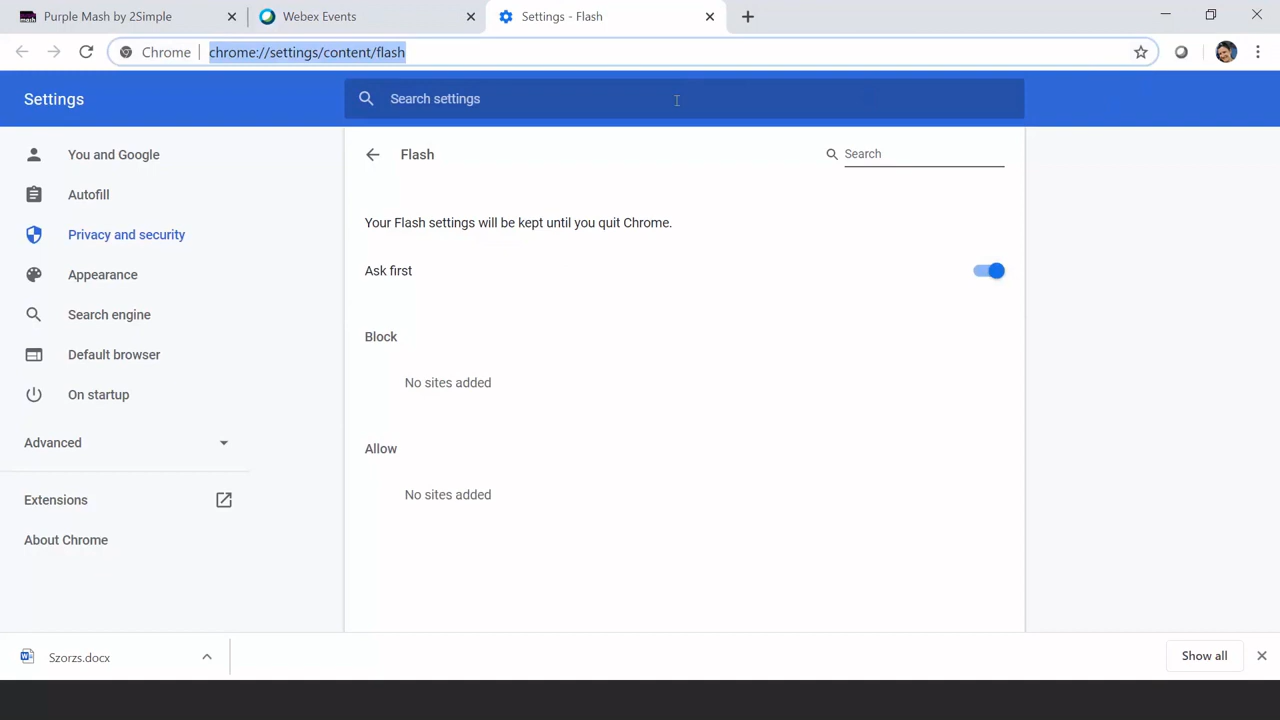 Purple Mash by 2Simple
Webex Events
Settings - Flash
Chrome
chrome://settings/content/flash
Settings
Search settings
You and Google
Autofill
Privacy and security
Appearance
Search engine
Default browser
On startup
Advanced
Extensions
About Chrome
Flash
Search
Your Flash settings will be kept until you quit Chrome.
Ask first
Block
No sites added
Allow
No sites added
Szorzs.docx
Show all